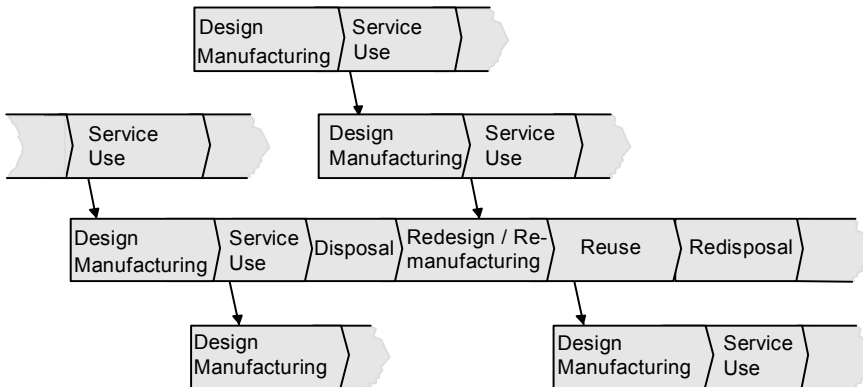 Design
Manufacturing
Service
Use
Service
Use
Design
Manufacturing
Service
Use
Design
Manufacturing
Service
Use
Disposal
Redesign / Re-
manufacturing
Reuse
Redisposal
Design
Manufacturing
Design
Manufacturing
Service
Use